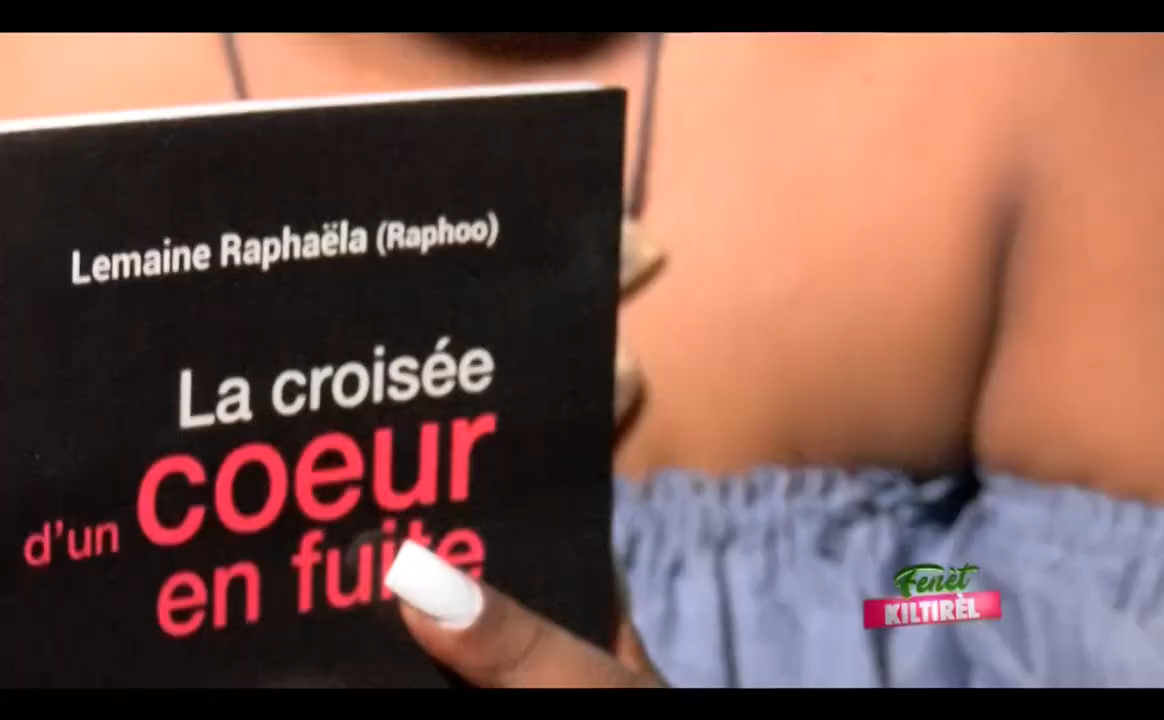 Lemaine Raphaëla (Raphoo)
La croisée
d'un coeur
en fuite
Fenèt
KILTIRÈL